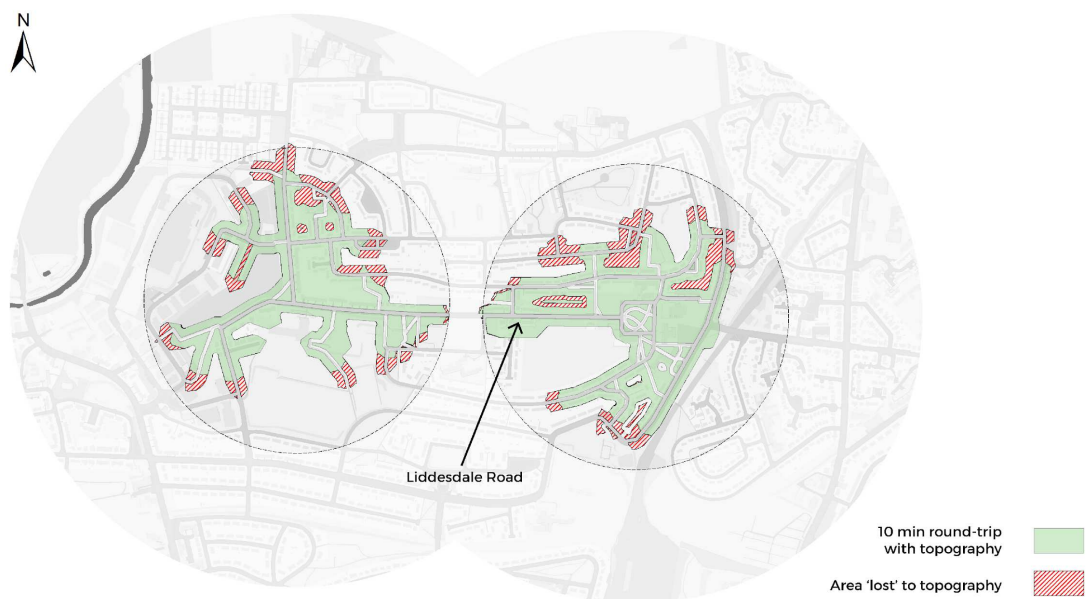 N
Liddesdale Road
10 min round-trip
with topography
Area ‘lost’ to topography